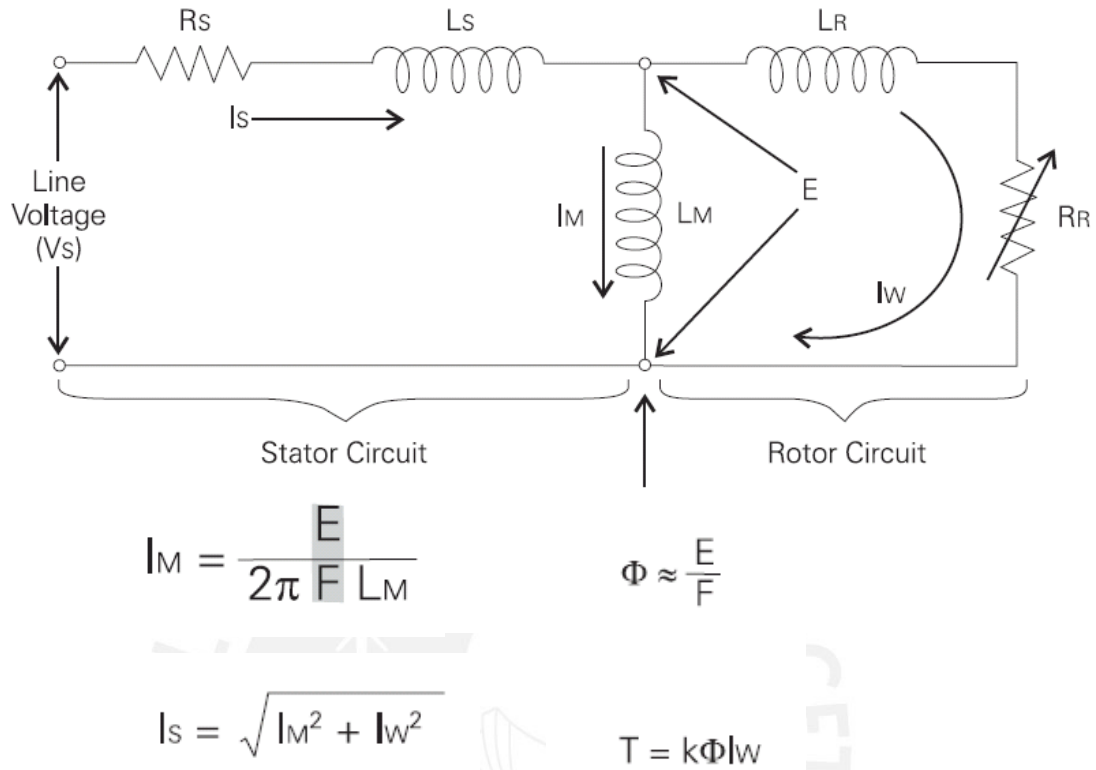 Rs Ls LR
Is
Line
Voltage
(Vs)
IM LM E RR
Iw
Stator Circuit Rotor Circuit
IM = E / 2π F LM
Φ ≈ E / F
Is = √ IM² + Iw²
T = kΦIw